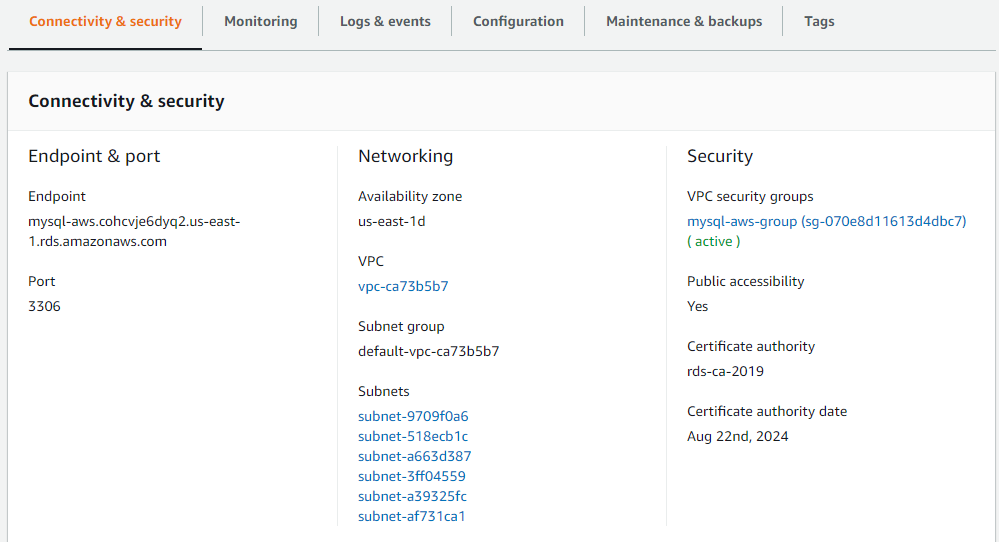 Connectivity & security
Monitoring
Logs & events
Configuration
Maintenance & backups
Tags
Connectivity & security
Endpoint & port
Endpoint
mysql-aws.cohcvje6dyq2.us-east-
1.rds.amazonaws.com
Port
3306
Networking
Availability zone
us-east-1d
VPC
vpc-ca73b5b7
Subnet group
default-vpc-ca73b5b7
Subnets
subnet-9709f0a6
subnet-518ecb1c
subnet-a663d387
subnet-3ff04559
subnet-a39325fc
subnet-af731ca1
Security
VPC security groups
mysql-aws-group (sg-070e8d11613d4dbc7)
( active )
Public accessibility
Yes
Certificate authority
rds-ca-2019
Certificate authority date
Aug 22nd, 2024